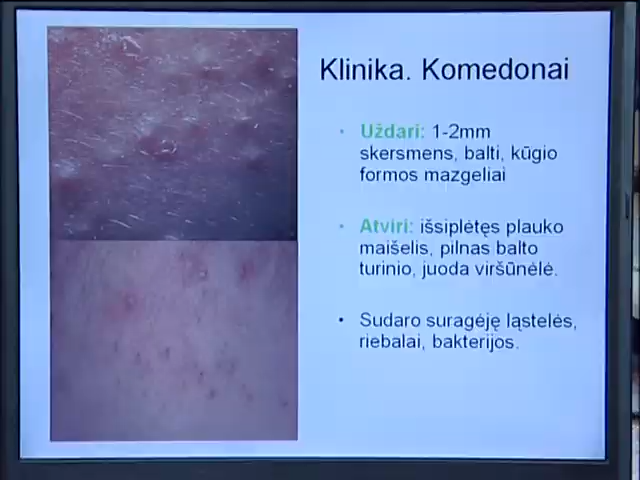 Klinika. Komedonai
• Uždari: 1-2mm
skersmens, balti, kūgio
formos mazgeliai
• Atviri: išsiplėtęs plauko
maišelis, pilnas balto
turinio, juoda viršūnėlė.
• Sudaro suragėję ląstelės,
riebalai, bakterijos.